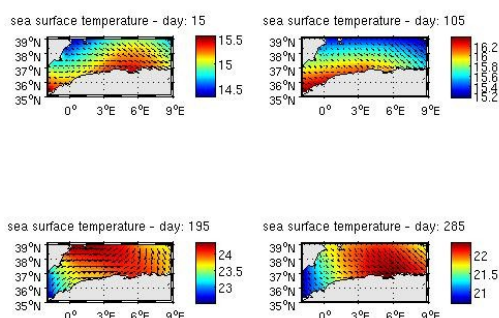 sea surface temperature - day: 15
39°N
38°N
37°N
36°N
35°N
0°
3°E
6°E
9°E
15.5
15
14.5
sea surface temperature - day: 105
39°N
38°N
37°N
36°N
35°N
0°
3°E
6°E
9°E
16.2
16
15.8
15.6
15.4
15.2
sea surface temperature - day: 195
39°N
38°N
37°N
36°N
35°N
0°
3°E
6°E
9°E
24
23.5
23
sea surface temperature - day: 285
39°N
38°N
37°N
36°N
35°N
0°
3°E
6°E
9°E
22
21.5
21